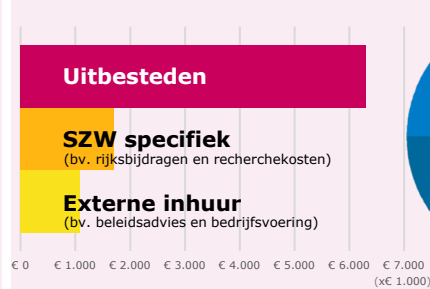 Uitbesteden
SZW specifiek
(bv. rijksbijdragen en recherchekosten)
Externe inhuur
(bv. beleidsadvies en bedrijfsvoering)
€ 0 € 1.000 € 2.000 € 3.000 € 4.000 € 5.000 € 6.000 € 7.000
(x€ 1.000)